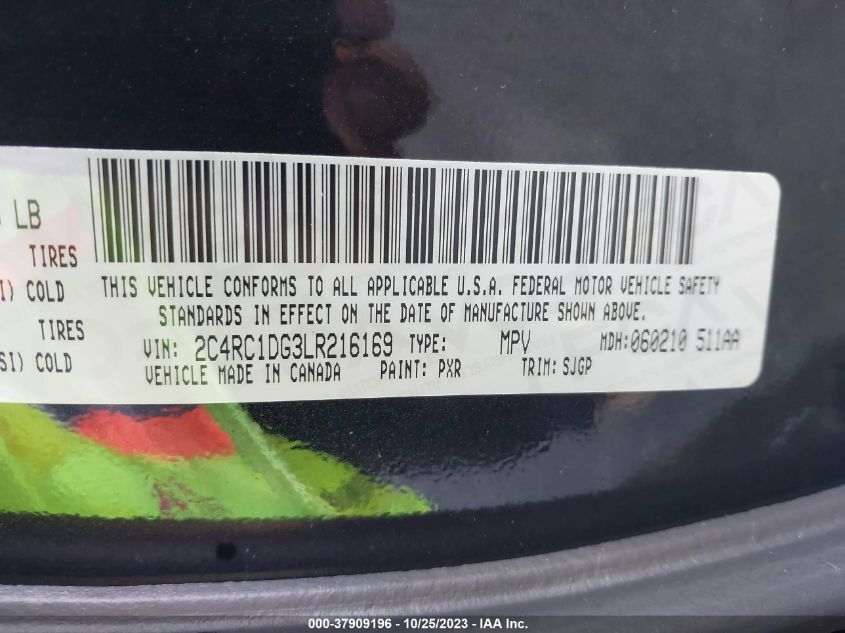 LB
TIRES
COLD
TIRES
COLD
THIS VEHICLE CONFORMS TO ALL APPLICABLE U.S.A. FEDERAL MOTOR VEHICLE SAFETY
STANDARDS IN EFFECT ON THE DATE OF MANUFACTURE SHOWN ABOVE.
VIN: 2C4RC1DG3LR216169 TYPE: MPV MDH:060210 511AA
VEHICLE MADE IN CANADA PAINT: PXR TRIM: SJGP
000-37909196 - 10/25/2023 - IAA Inc.